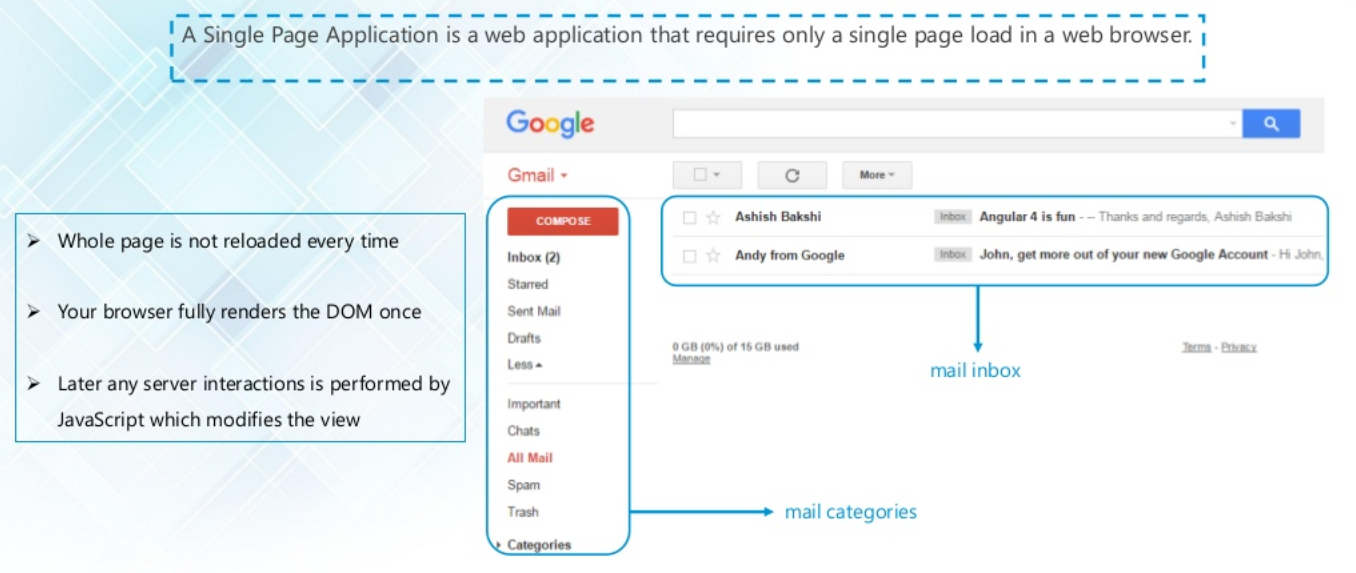 A Single Page Application is a web application that requires only a single page load in a web browser.
Google
Gmail
More
COMPOSE
Ashish Bakshi Inbox Angular 4 is fun - – Thanks and regards, Ashish Bakshi
Andy from Google Inbox John, get more out of your new Google Account - Hi John,
Inbox (2)
Starred
Sent Mail
Drafts
Less
Important
Chats
All Mail
Spam
Trash
Categories
0 GB (0%) of 15 GB used
Manage
Terms - Privacy
mail inbox
mail categories
➤ Whole page is not reloaded every time
➤ Your browser fully renders the DOM once
➤ Later any server interactions is performed by
JavaScript which modifies the view